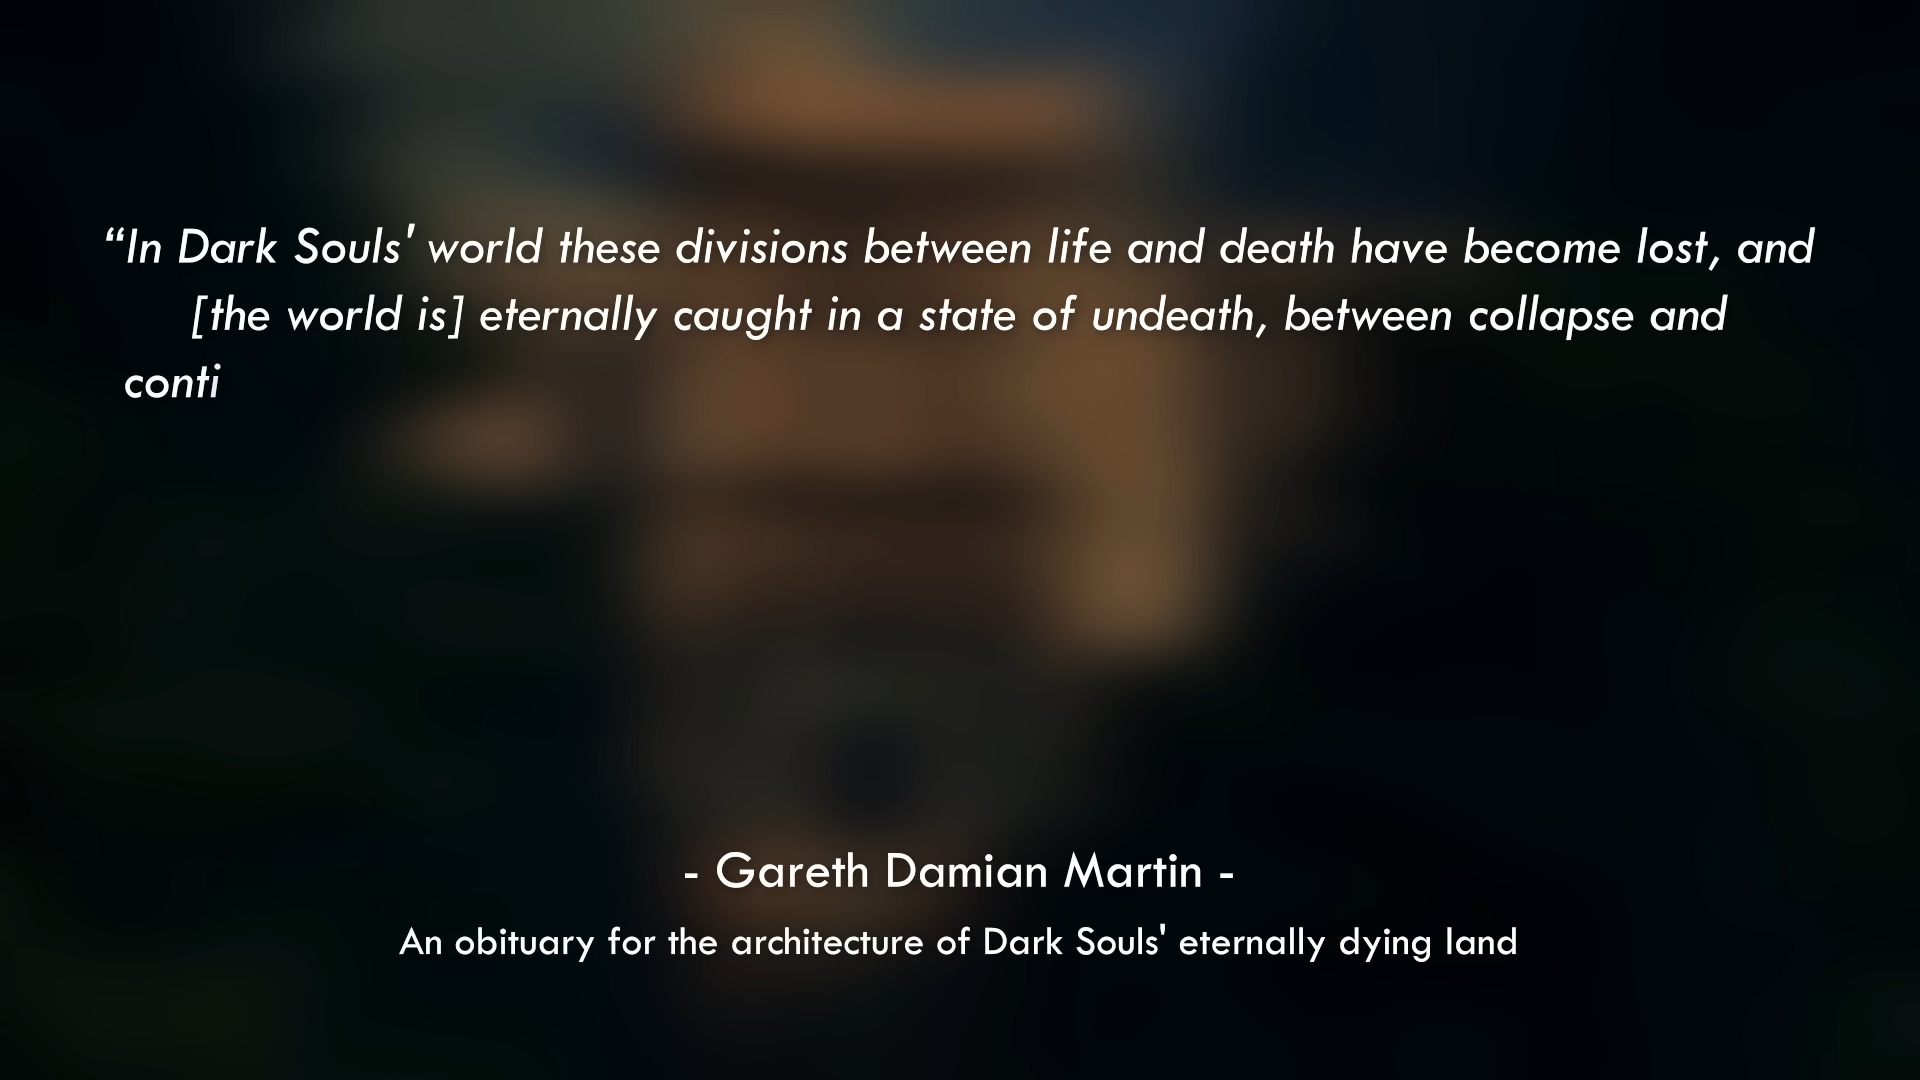 “In Dark Souls' world these divisions between life and death have become lost, and
[the world is] eternally caught in a state of undeath, between collapse and
conti
- Gareth Damian Martin -
An obituary for the architecture of Dark Souls' eternally dying land